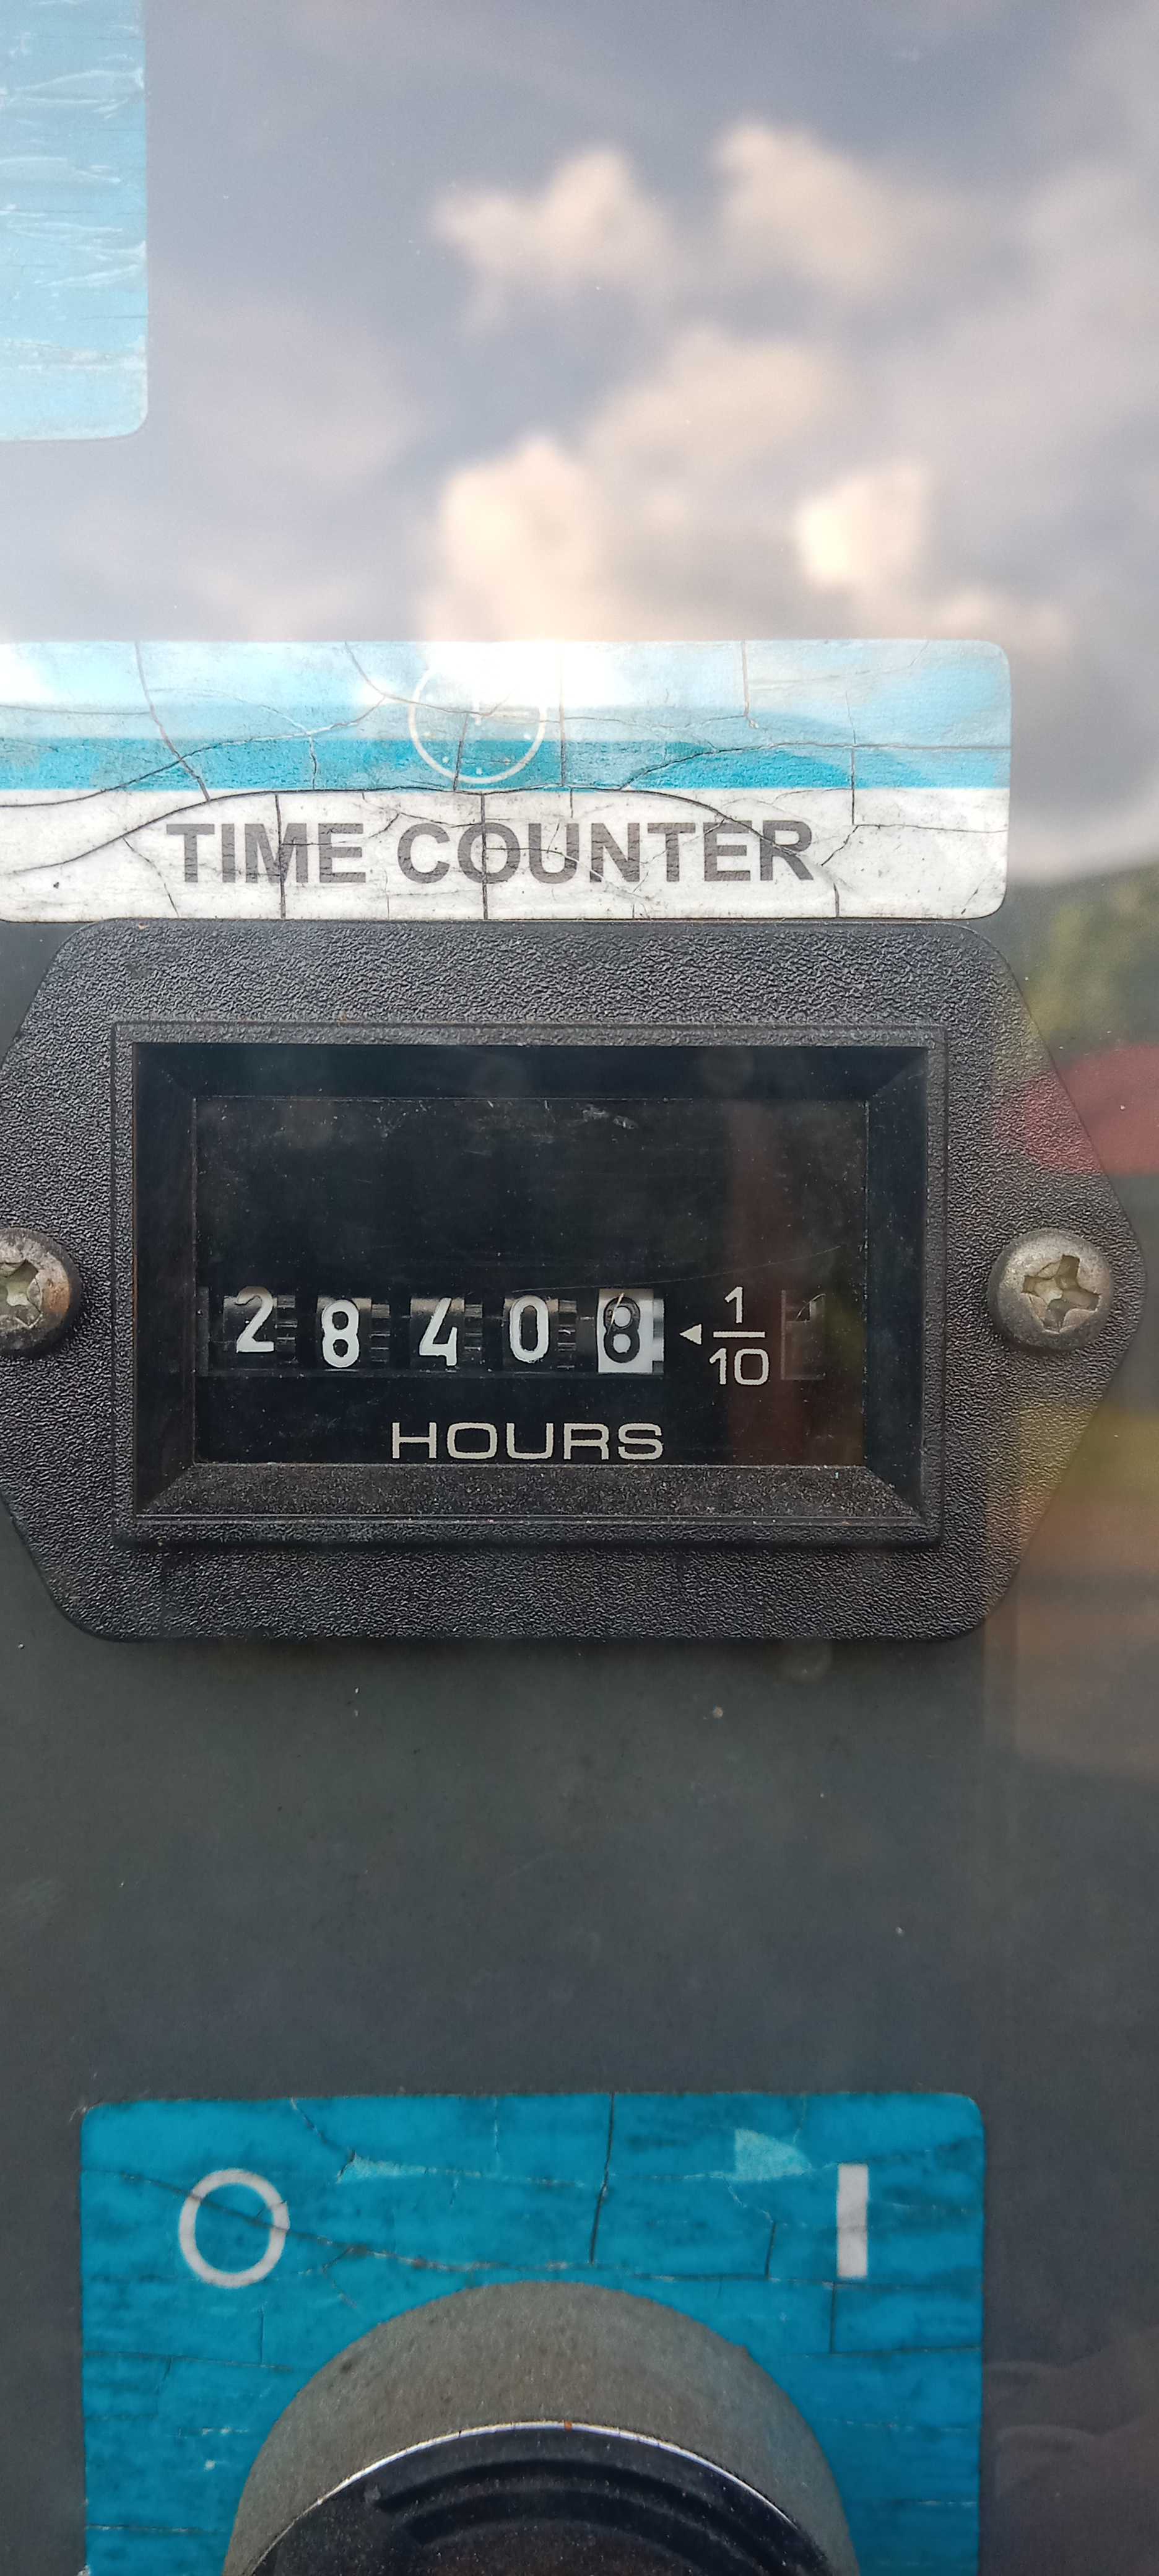 TIME COUNTER
28408 ◄ 1/10
HOURS
O I